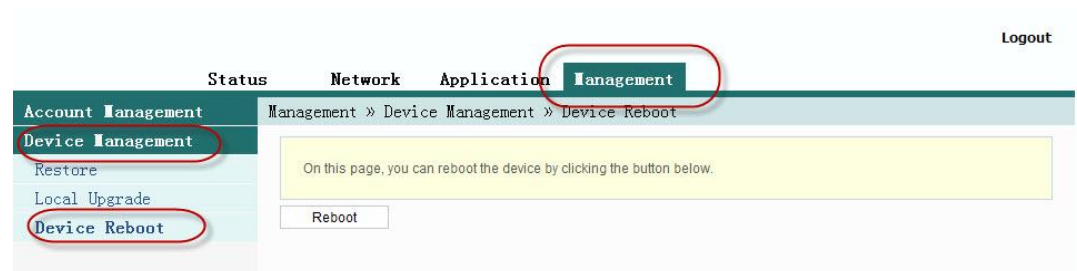 Logout
Status Network Application Management
Account Management
Management » Device Management » Device Reboot
Device Management
On this page, you can reboot the device by clicking the button below.
Restore
Local Upgrade
Reboot
Device Reboot